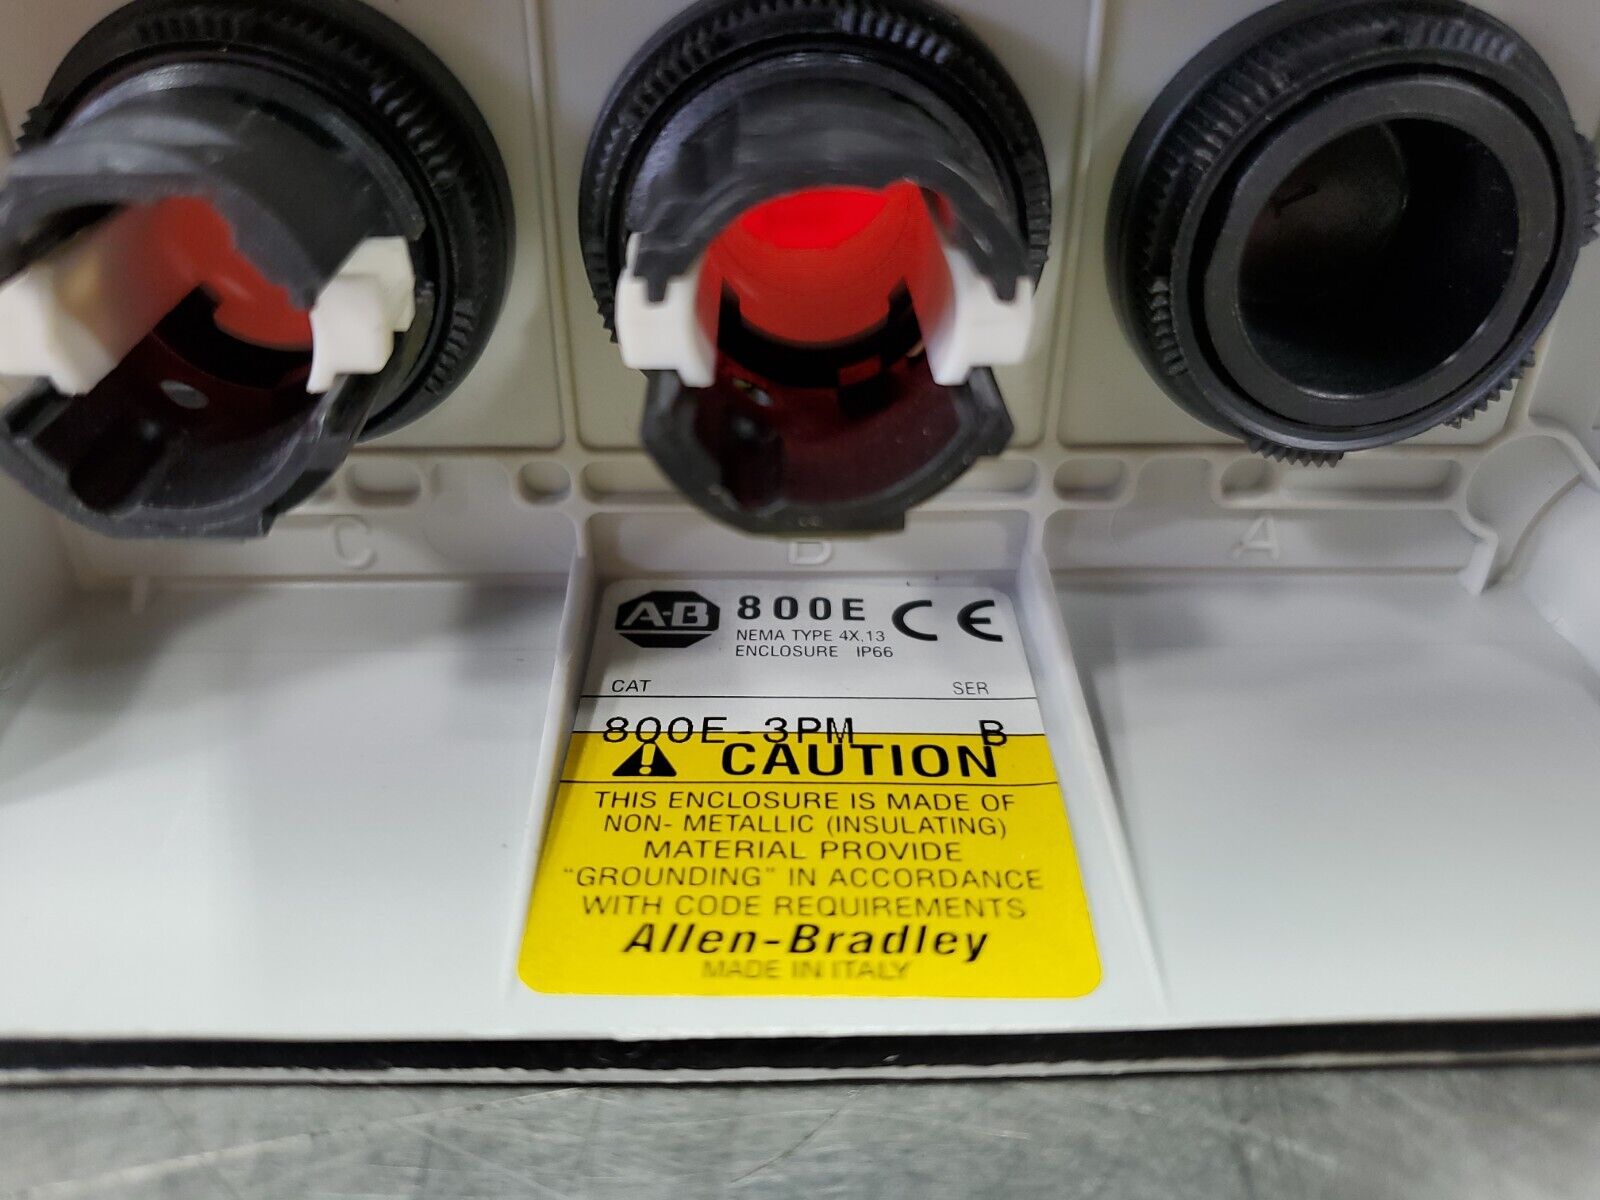 C B A
A-B 800E CE
NEMA TYPE 4X,13
ENCLOSURE IP66
CAT SER
800E-3PM B
CAUTION
THIS ENCLOSURE IS MADE OF
NON- METALLIC (INSULATING)
MATERIAL PROVIDE
"GROUNDING" IN ACCORDANCE
WITH CODE REQUIREMENTS
Allen-Bradley
MADE IN ITALY